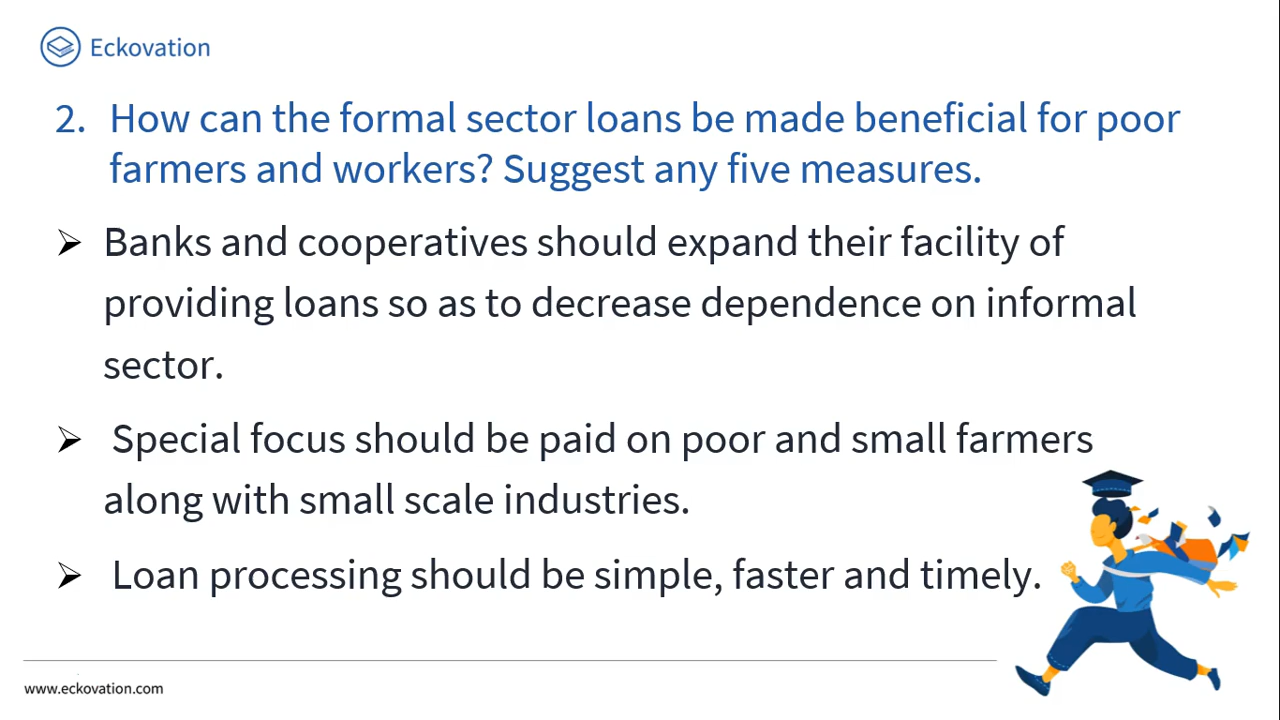 Eckovation
2. How can the formal sector loans be made beneficial for poor
farmers and workers? Suggest any five measures.
➢ Banks and cooperatives should expand their facility of
providing loans so as to decrease dependence on informal
sector.
➢ Special focus should be paid on poor and small farmers
along with small scale industries.
➢ Loan processing should be simple, faster and timely.
www.eckovation.com